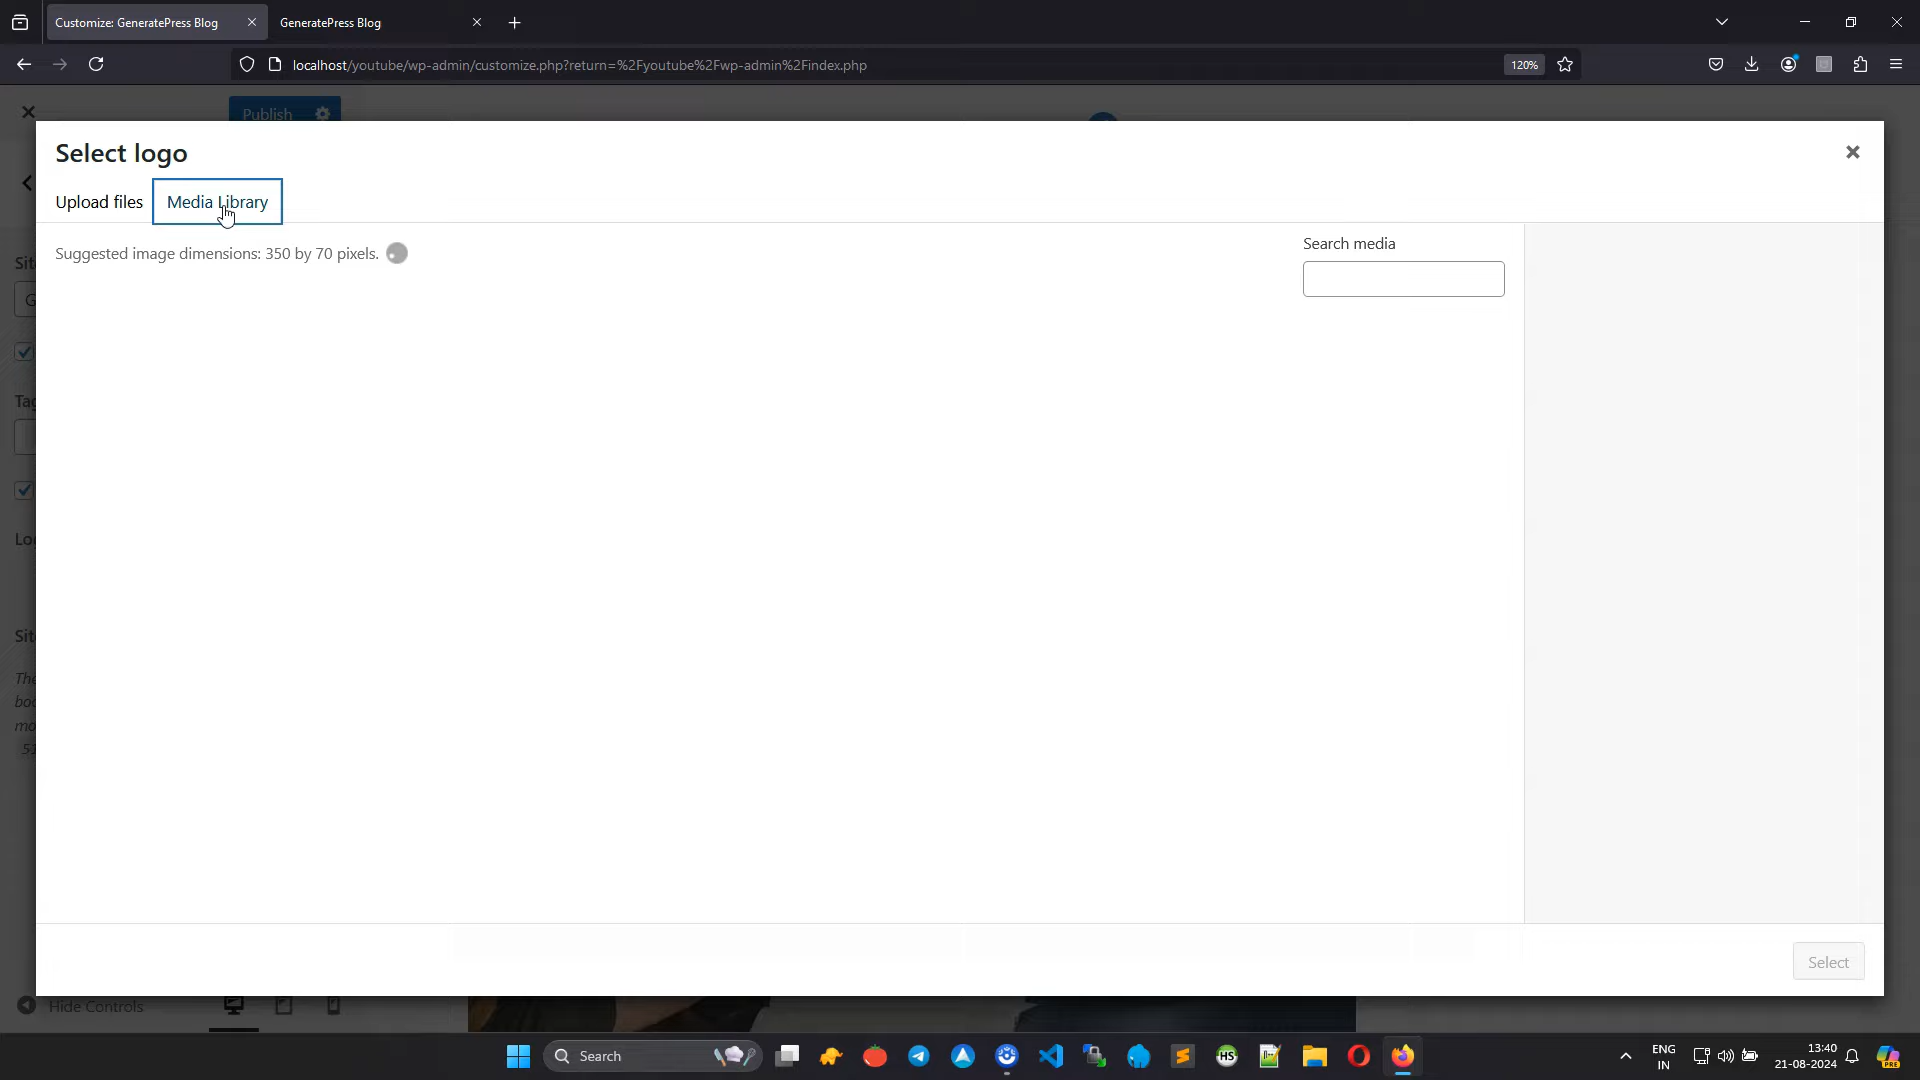 Customize: GeneratePress Blog
GeneratePress Blog
localhost/youtube/wp-admin/customize.php?return=%2Fyoutube%2Fwp-admin%2Findex.php
120%
Publish
Select logo
Upload files
Media Library
Suggested image dimensions: 350 by 70 pixels.
Search media
Select
Hide Controls
Search
ENG
IN
13:40
21-08-2024